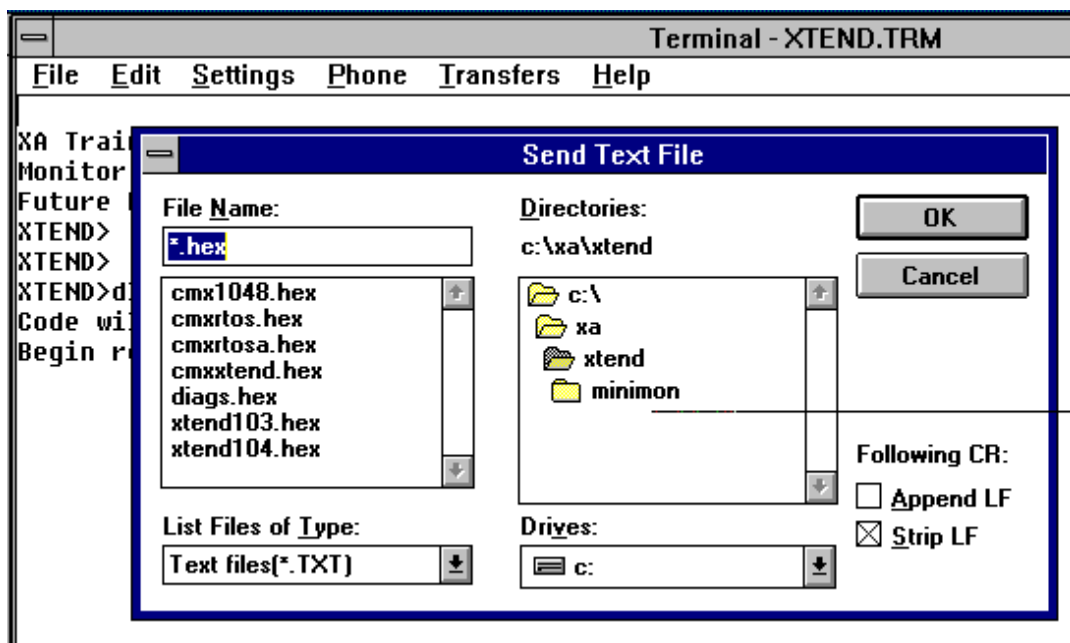 Terminal - XTEND.TRM
File Edit Settings Phone Transfers Help
XA Train
Monitor
Future
XTEND>
XTEND>
XTEND>d
Code wil
Begin re
Send Text File
File Name:
*.hex
cmx1048.hex
cmxrtos.hex
cmxrtosa.hex
cmxxtend.hex
diags.hex
xtend103.hex
xtend104.hex
List Files of Type:
Text files(*.TXT)
Directories:
c:\xa\xtend
c:\
xa
xtend
minimon
Drives:
c:
OK
Cancel
Following CR:
Append LF
Strip LF